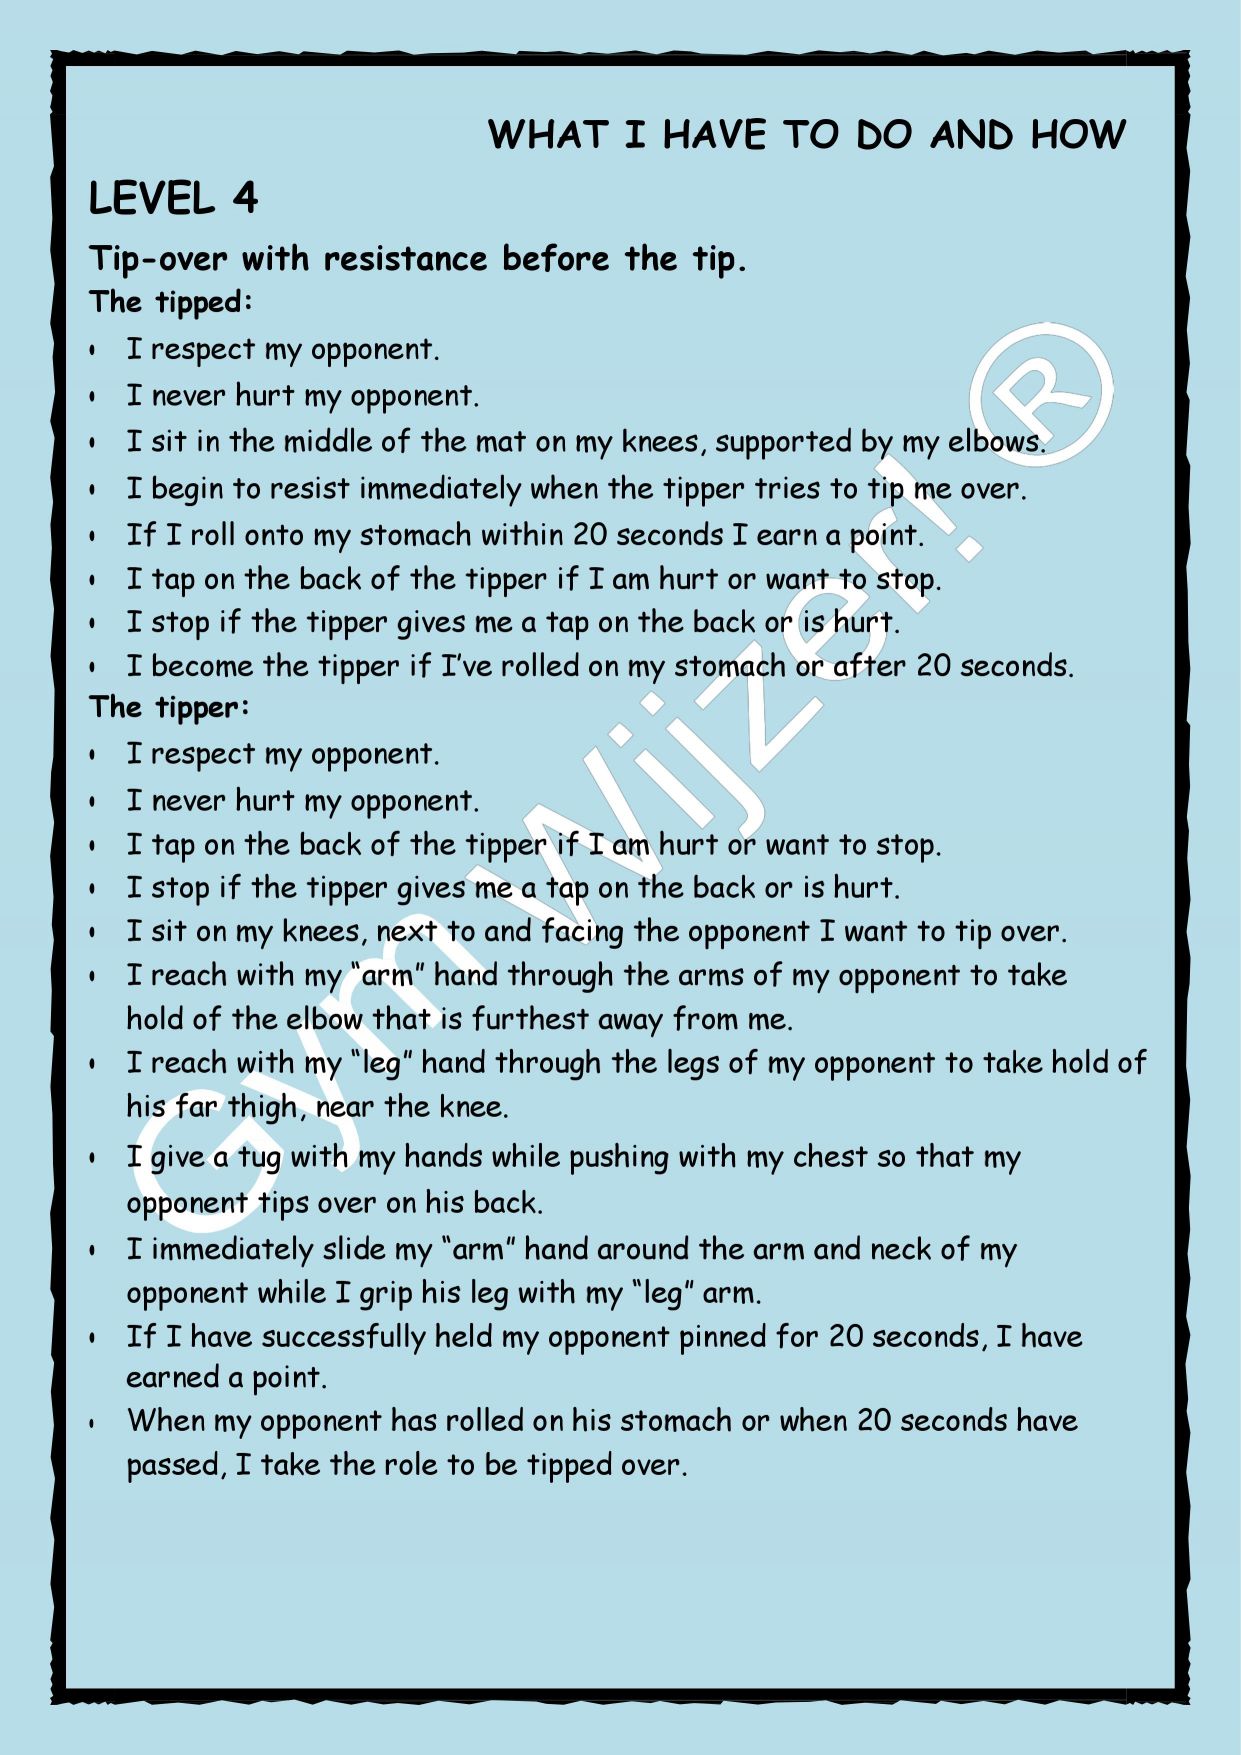 WHAT I HAVE TO DO AND HOW
LEVEL 4
Tip-over with resistance before the tip.
The tipped:
• I respect my opponent.
• I never hurt my opponent.
• I sit in the middle of the mat on my knees, supported by my elbows.
• I begin to resist immediately when the tipper tries to tip me over.
• If I roll onto my stomach within 20 seconds I earn a point.
• I tap on the back of the tipper if I am hurt or want to stop.
• I stop if the tipper gives me a tap on the back or is hurt.
• I become the tipper if I’ve rolled on my stomach or after 20 seconds.
The tipper:
• I respect my opponent.
• I never hurt my opponent.
• I tap on the back of the tipper if I am hurt or want to stop.
• I stop if the tipper gives me a tap on the back or is hurt.
• I sit on my knees, next to and facing the opponent I want to tip over.
• I reach with my “arm” hand through the arms of my opponent to take
hold of the elbow that is furthest away from me.
• I reach with my “leg” hand through the legs of my opponent to take hold of
his far thigh, near the knee.
• I give a tug with my hands while pushing with my chest so that my
opponent tips over on his back.
• I immediately slide my “arm” hand around the arm and neck of my
opponent while I grip his leg with my “leg” arm.
• If I have successfully held my opponent pinned for 20 seconds, I have
earned a point.
• When my opponent has rolled on his stomach or when 20 seconds have
passed, I take the role to be tipped over.
Gym wijzer! ®